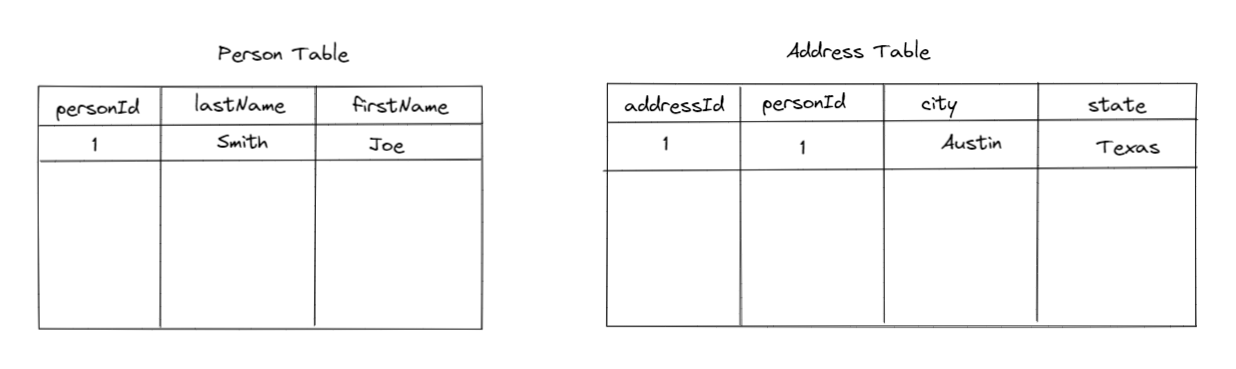 Person Table
personId lastName firstName
1 Smith Joe
Address Table
addressId personId city state
1 1 Austin Texas